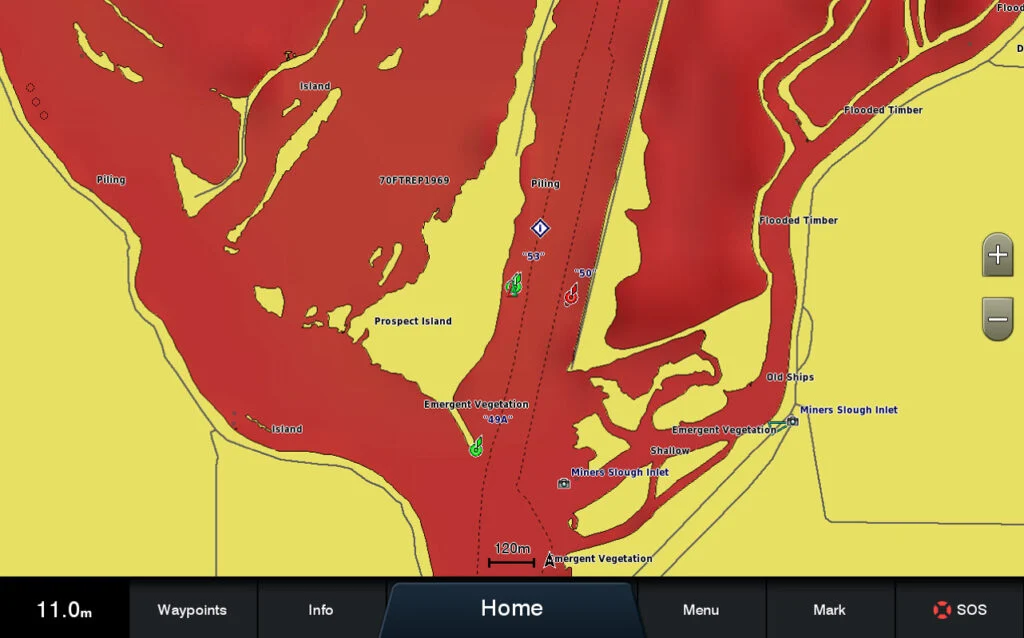 Flood
D
Island
Flooded Timber
70FTREP1969
Piling
Piling
Flooded Timber
"53"
"50"
Prospect Island
Old Ships
Emergent Vegetation
Miners Slough Inlet
"49A"
Island
Emergent Vegetation
Shallow
Miners Slough Inlet
120m
Emergent Vegetation
11.0m
Waypoints
Info
Home
Menu
Mark
SOS